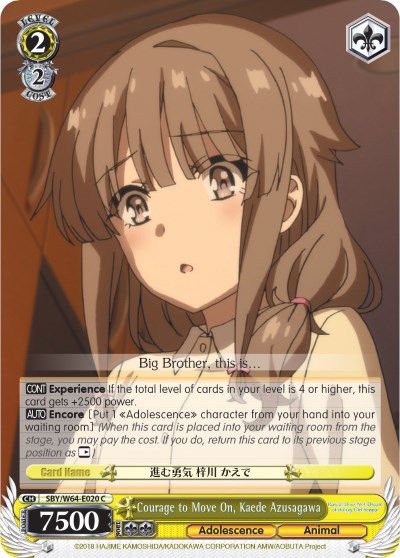 LEVEL
2
2
COST
Big Brother, this is…
CONT Experience If the total level of cards in your level is 4 or higher, this
card gets +2500 power.
AUTO Encore [Put 1 «Adolescence» character from your hand into your
waiting room] (When this card is placed into your waiting room from
the stage, you may pay the cost. If you do, return card to its previous stage
position as
Card Name
進む勇気 梓川 かえで
CH SBY/W64-E020 C
Courage to Move On, Kaede Azusagawa
POWER
7500
SOUL
Adolescence
Animal
©2018 HAJIME KAMOSHIDA/KADOKAWA CORPORATION AMW/AOBUTA Project